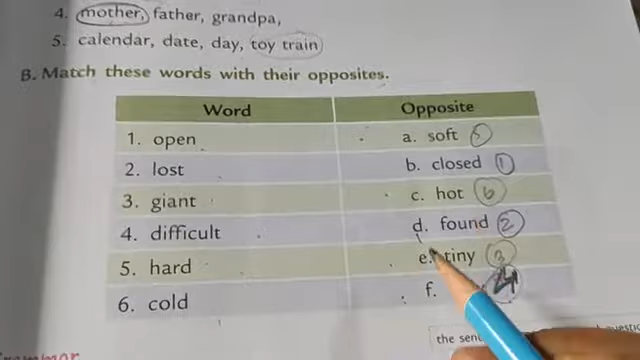 4. mother, father, grandpa,
5. calendar, date, day, toy train
B. Match these words with their opposites.
Word Opposite
1. open a. soft 5
2. lost b. closed 1
3. giant c. hot 6
4. difficult d. found 2
5. hard e. tiny 3
6. cold f. 4
the sen